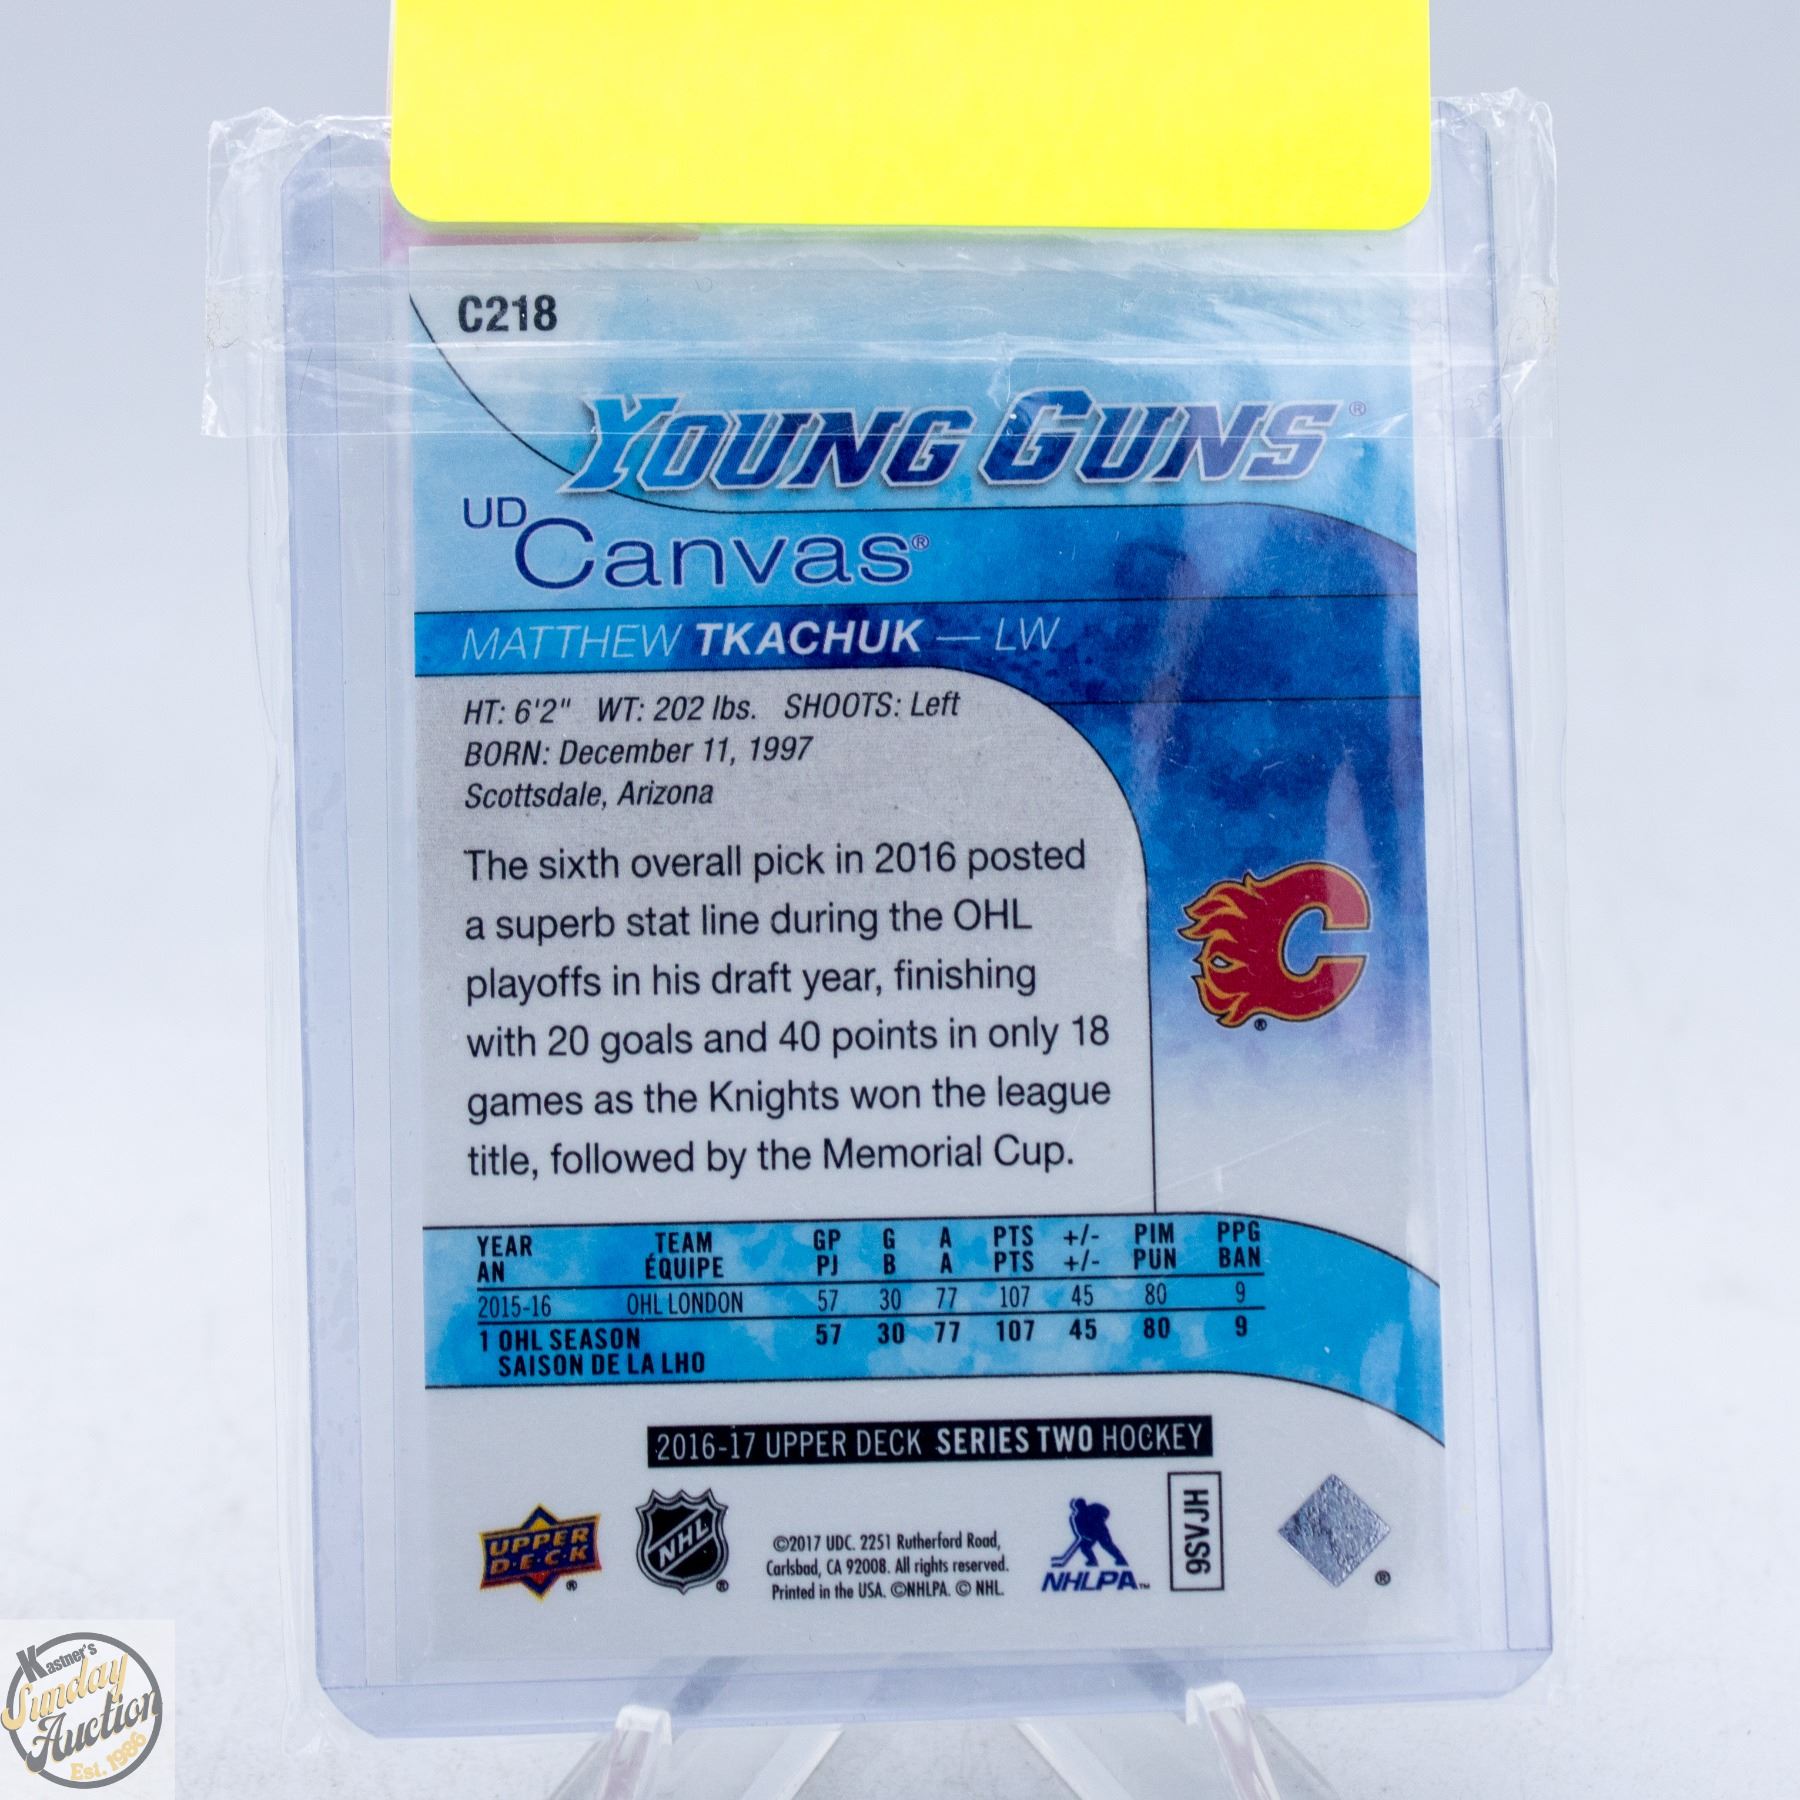 C218
YOUNG GUNS®
UD Canvas®
MATTHEW TKACHUK — LW
HT: 6'2" WT: 202 lbs. SHOOTS: Left
BORN: December 11, 1997
Scottsdale, Arizona
The sixth overall pick in 2016 posted
a superb stat line during the OHL
playoffs in his draft year, finishing
with 20 goals and 40 points in only 18
games as the Knights won the league
title, followed by the Memorial Cup.
YEAR TEAM GP G A PTS +/- PIM PPG
AN ÉQUIPE PJ B A PTS +/- PUN BAN
2015-16 OHL LONDON 57 30 77 107 45 80 9
1 OHL SEASON 57 30 77 107 45 80 9
SAISON DE LA LHO
2016-17 UPPER DECK SERIES TWO HOCKEY
UPPER
D·E·C·K
®
NHL
®
©2017 UDC. 2251 Rutherford Road,
Carlsbad, CA 92008. All rights reserved.
Printed in the USA. ©NHLPA. © NHL.
NHLPA™
HJVS6
®
Kastner's
Sunday
Auction
Est. 1986